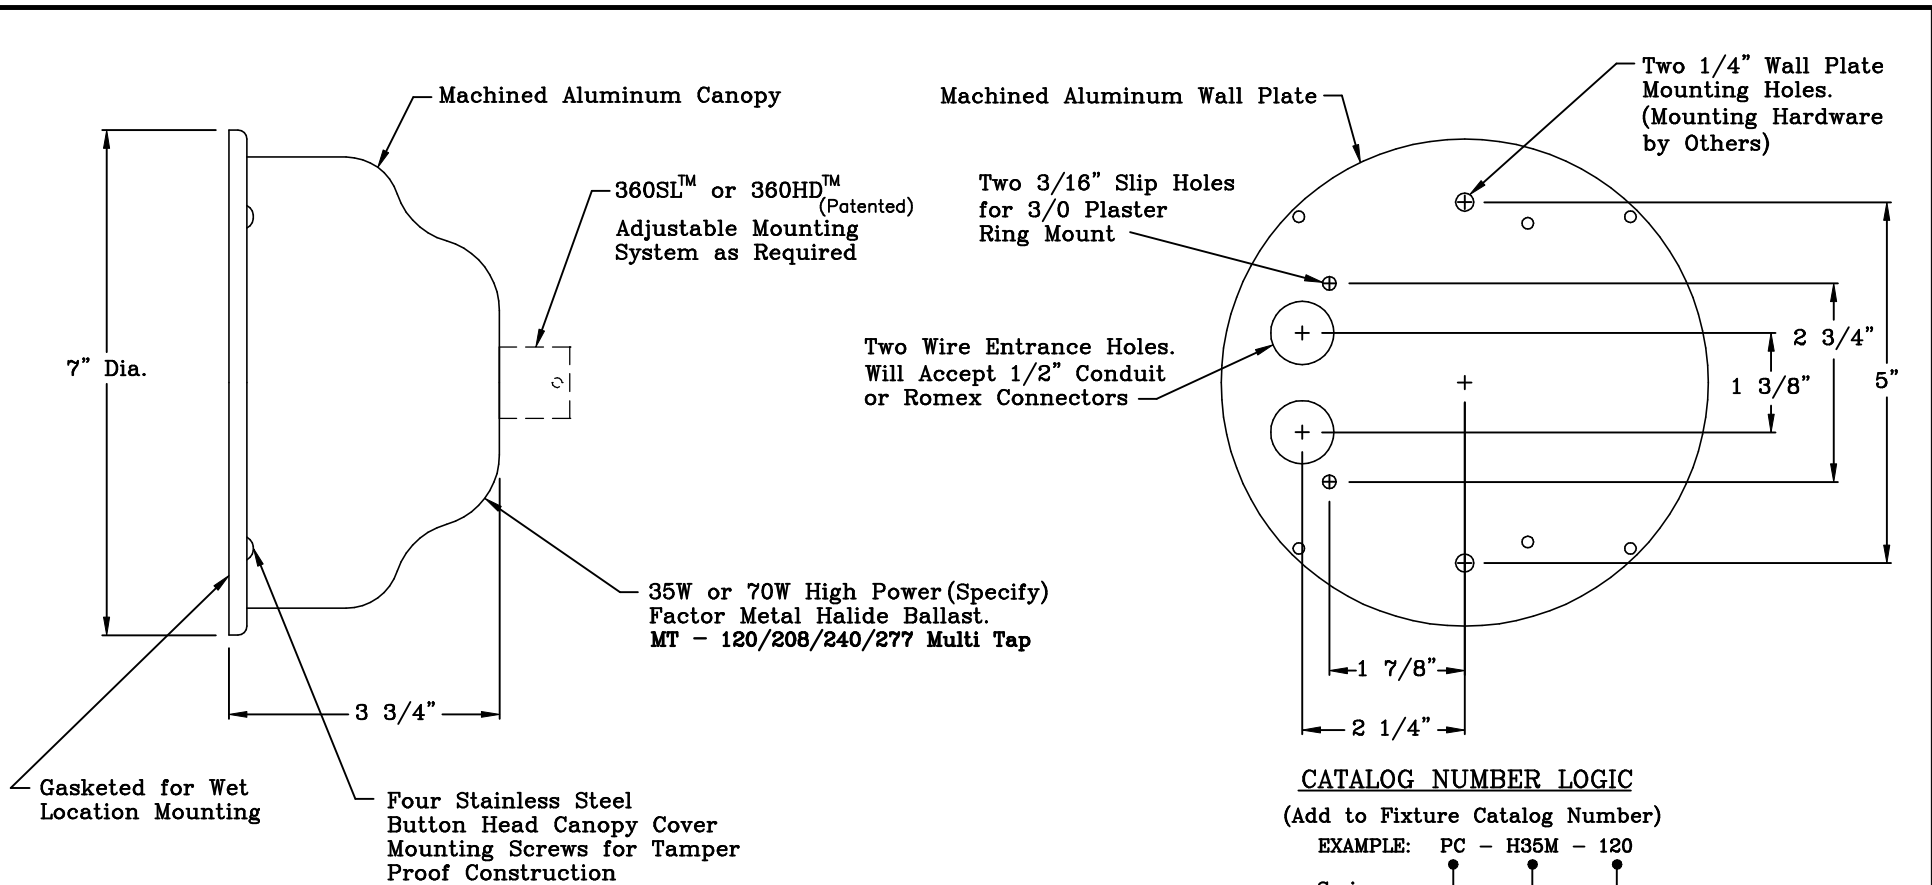 Machined Aluminum Canopy
360SL™ or 360HD™
(Patented)
Adjustable Mounting
System as Required
7” Dia.
35W or 70W High Power (Specify)
Factor Metal Halide Ballast.
MT - 120/208/240/277 Multi Tap
3 3/4”
Gasketed for Wet
Location Mounting
Four Stainless Steel
Button Head Canopy Cover
Mounting Screws for Tamper
Proof Construction
Machined Aluminum Wall Plate
Two 1/4” Wall Plate
Mounting Holes.
(Mounting Hardware
by Others)
Two 3/16” Slip Holes
for 3/0 Plaster
Ring Mount
Two Wire Entrance Holes.
Will Accept 1/2” Conduit
or Romex Connectors
2 3/4”
1 3/8”
5”
1 7/8”
2 1/4”
CATALOG NUMBER LOGIC
(Add to Fixture Catalog Number)
EXAMPLE: PC - H35M - 120